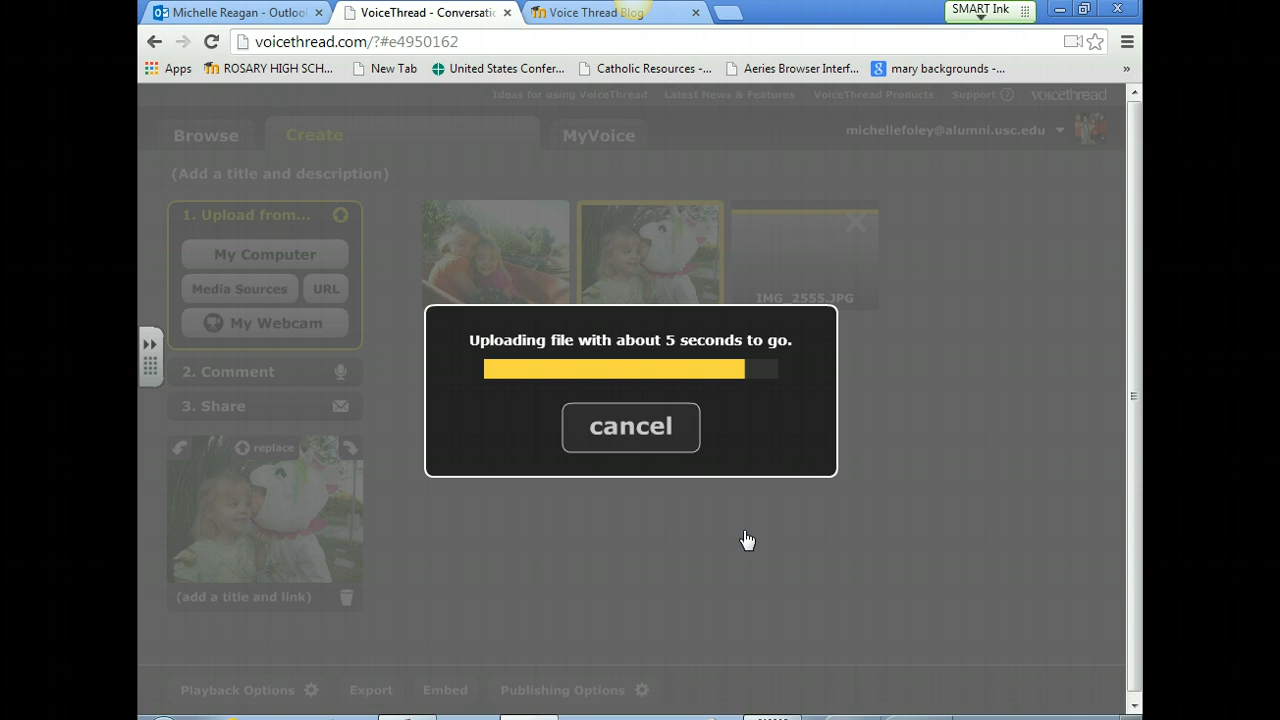 Michelle Reagan - Outloo
VoiceThread - Conversatic
Voice Thread Blog
SMART Ink
voicethread.com/?#e4950162
Apps
ROSARY HIGH SCH...
New Tab
United States Confer...
Catholic Resources -...
Aeries Browser Interf...
mary backgrounds -...
»
Ideas for using VoiceThread
Latest News & Features
VoiceThread Products
Support ?
voicethread
Browse
Create
MyVoice
michellefoley@alumni.usc.edu
(Add a title and description)
1. Upload from...
My Computer
Media Sources
URL
My Webcam
2. Comment
3. Share
replace
(add a title and link)
IMG_2555.JPG
Uploading file with about 5 seconds to go.
cancel
Playback Options
Export
Embed
Publishing Options